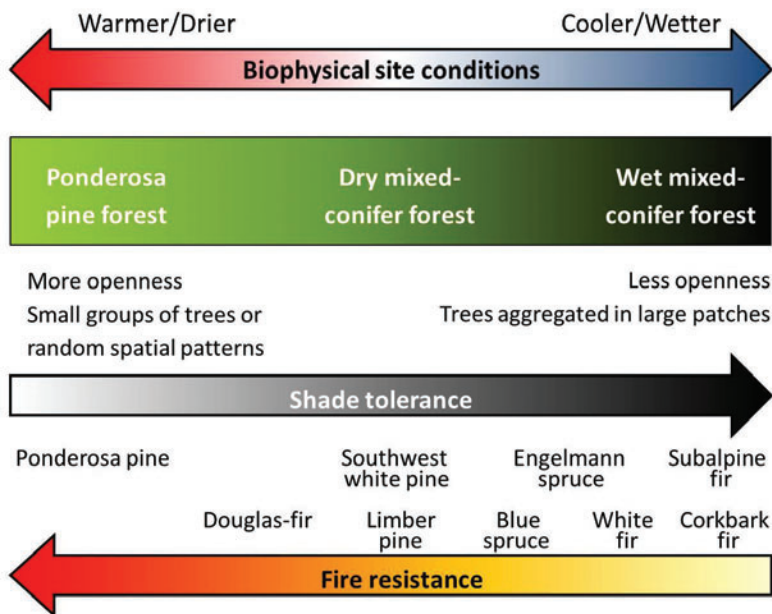 Warmer/Drier
Cooler/Wetter
Biophysical site conditions
Ponderosa
pine forest
Dry mixed-
conifer forest
Wet mixed-
conifer forest
More openness
Small groups of trees or
random spatial patterns
Less openness
Trees aggregated in large patches
Shade tolerance
Ponderosa pine
Southwest
white pine
Engelmann
spruce
Subalpine
fir
Douglas-fir
Limber
pine
Blue
spruce
White
fir
Corkbark
fir
Fire resistance